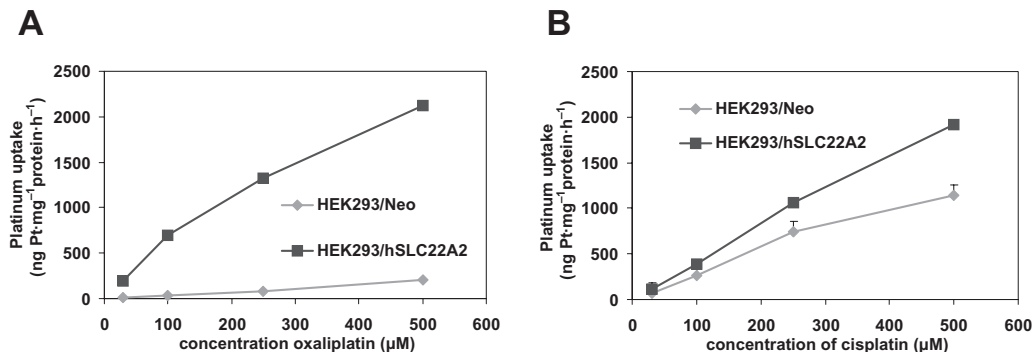 A
2500
2000
1500
1000
500
0
Platinum uptake
(ng Pt·mg⁻¹protein·h⁻¹)
HEK293/Neo
HEK293/hSLC22A2
0 100 200 300 400 500 600
concentration oxaliplatin (µM)
B
2500
2000
1500
1000
500
0
Platinum uptake
(ng Pt·mg⁻¹protein·h⁻¹)
HEK293/Neo
HEK293/hSLC22A2
0 100 200 300 400 500 600
concentration of cisplatin (µM)